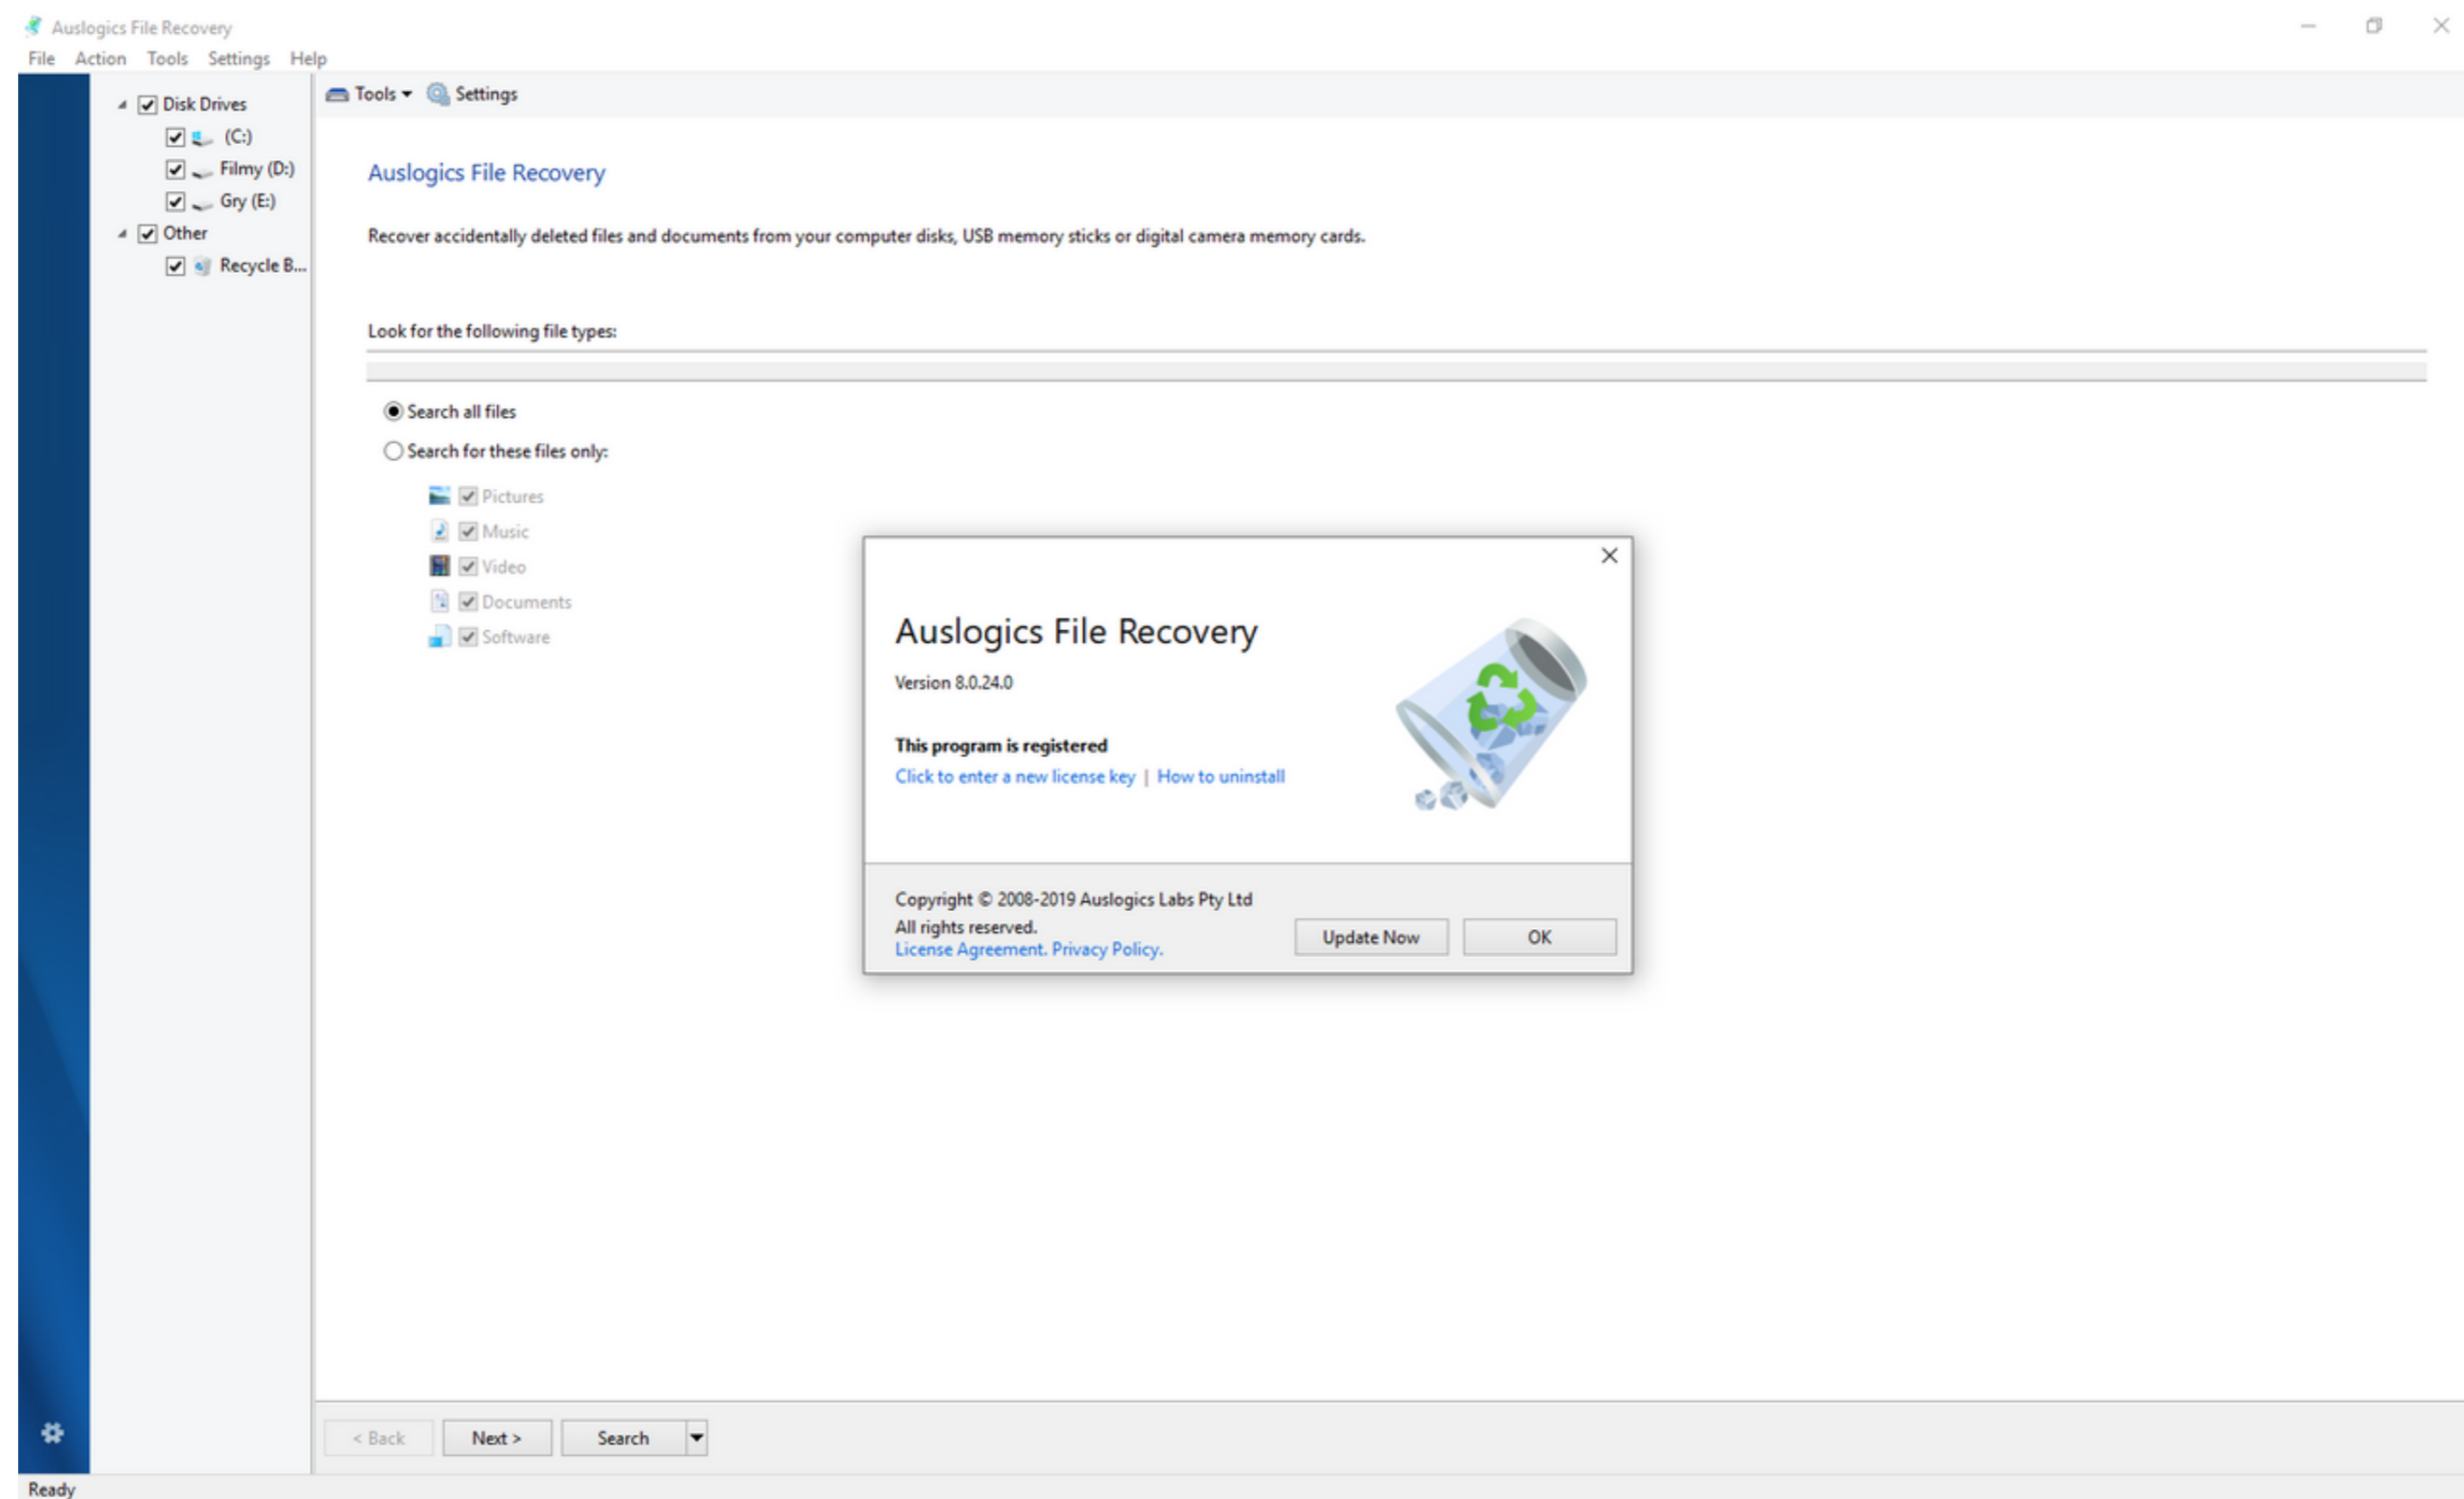 Auslogics File Recovery
File Action Tools Settings Help
Disk Drives
(C:)
Filmy (D:)
Gry (E:)
Other
Recycle B...
Tools Settings
Auslogics File Recovery
Recover accidentally deleted files and documents from your computer disks, USB memory sticks or digital camera memory cards.
Look for the following file types:
Search all files
Search for these files only:
Pictures
Music
Video
Documents
Software
Auslogics File Recovery
Version 8.0.24.0
This program is registered
Click to enter a new license key | How to uninstall
Copyright © 2008-2019 Auslogics Labs Pty Ltd
All rights reserved.
License Agreement. Privacy Policy.
Update Now OK
< Back Next > Search
Ready